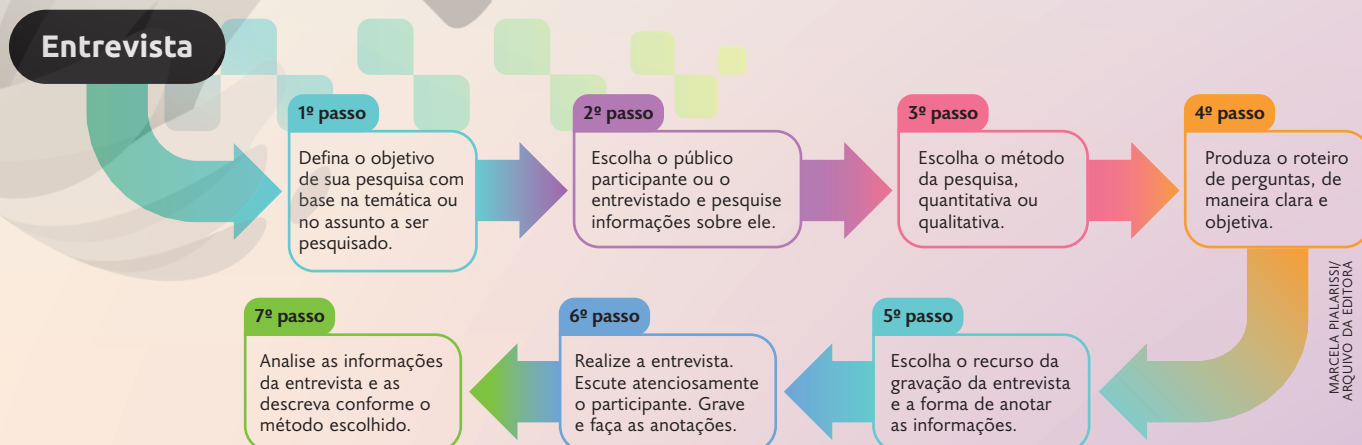 Entrevista
1º passo
Defina o objetivo
de sua pesquisa com
base na temática ou
no assunto a ser
pesquisado.
2º passo
Escolha o público
participante ou o
entrevistado e pesquise
informações sobre ele.
3º passo
Escolha o método
da pesquisa,
quantitativa ou
qualitativa.
4º passo
Produza o roteiro
de perguntas, de
maneira clara e
objetiva.
5º passo
Escolha o recurso da
gravação da entrevista
e a forma de anotar
as informações.
6º passo
Realize a entrevista.
Escute atenciosamente
o participante. Grave
e faça as anotações.
7º passo
Analise as informações
da entrevista e as
descreva conforme o
método escolhido.
MARCELA PIALARISSI/
ARQUIVO DA EDITORA